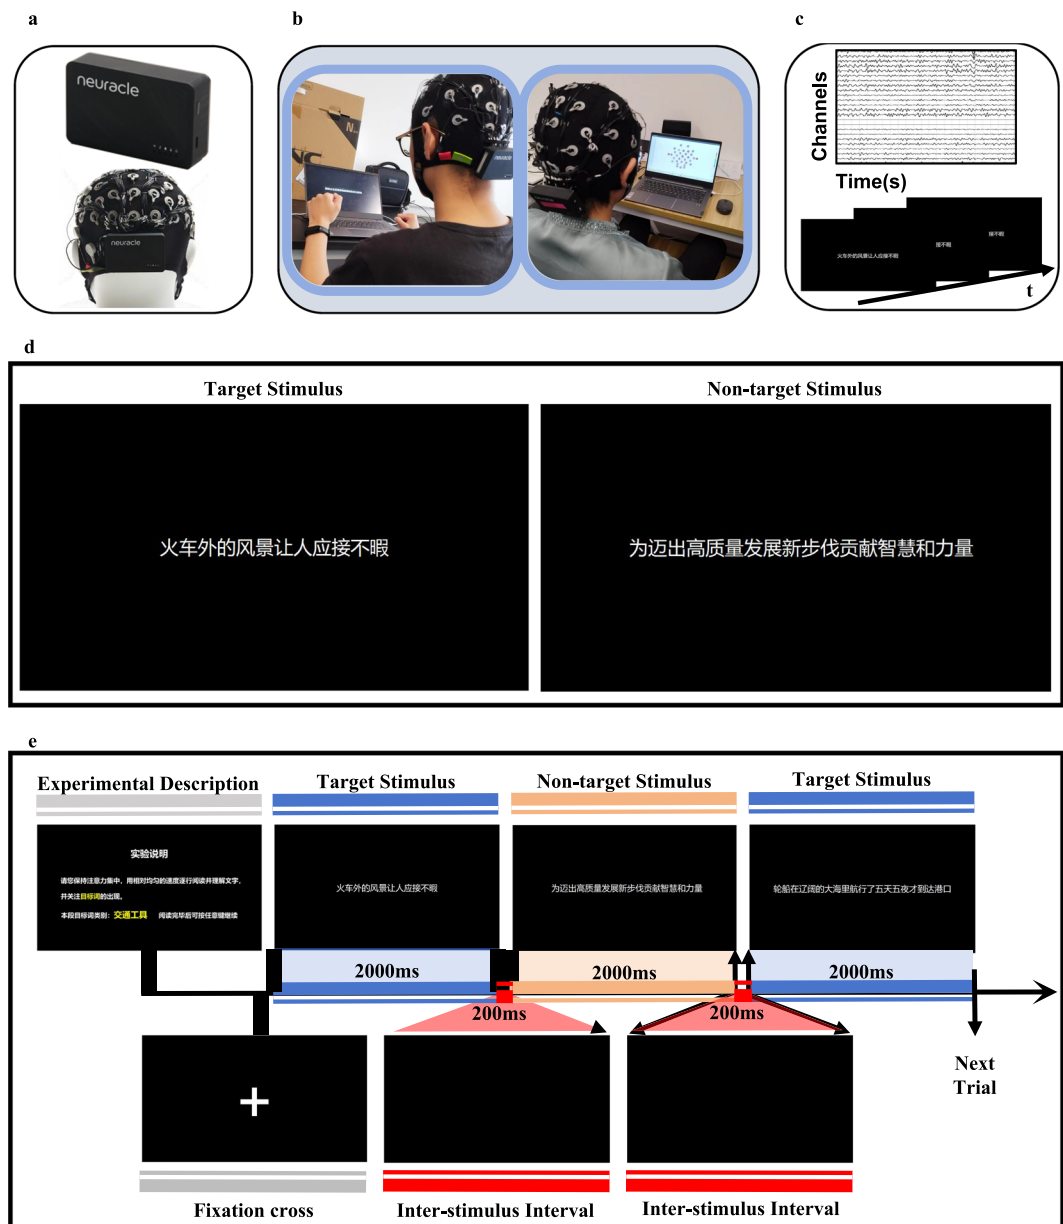 a
b
c
neuracle
neuracle
neuracle
Channels
Time(s)
火车外的风景让人应接不暇
接不暇
接不暇
t
d
Target Stimulus
Non-target Stimulus
火车外的风景让人应接不暇
为迈出高质量发展新步伐贡献智慧和力量
e
Experimental Description
Target Stimulus
Non-target Stimulus
Target Stimulus
实验说明
请您保持注意力集中，用相对均匀的速度逐行阅读并理解文字，
并关注目标词的出现。
本段目标词类别：交通工具 阅读完毕后可按任意键继续
火车外的风景让人应接不暇
为迈出高质量发展新步伐贡献智慧和力量
轮船在辽阔的大海里航行了五天五夜才到达港口
2000ms
2000ms
2000ms
200ms
200ms
Next
Trial
Fixation cross
Inter-stimulus Interval
Inter-stimulus Interval